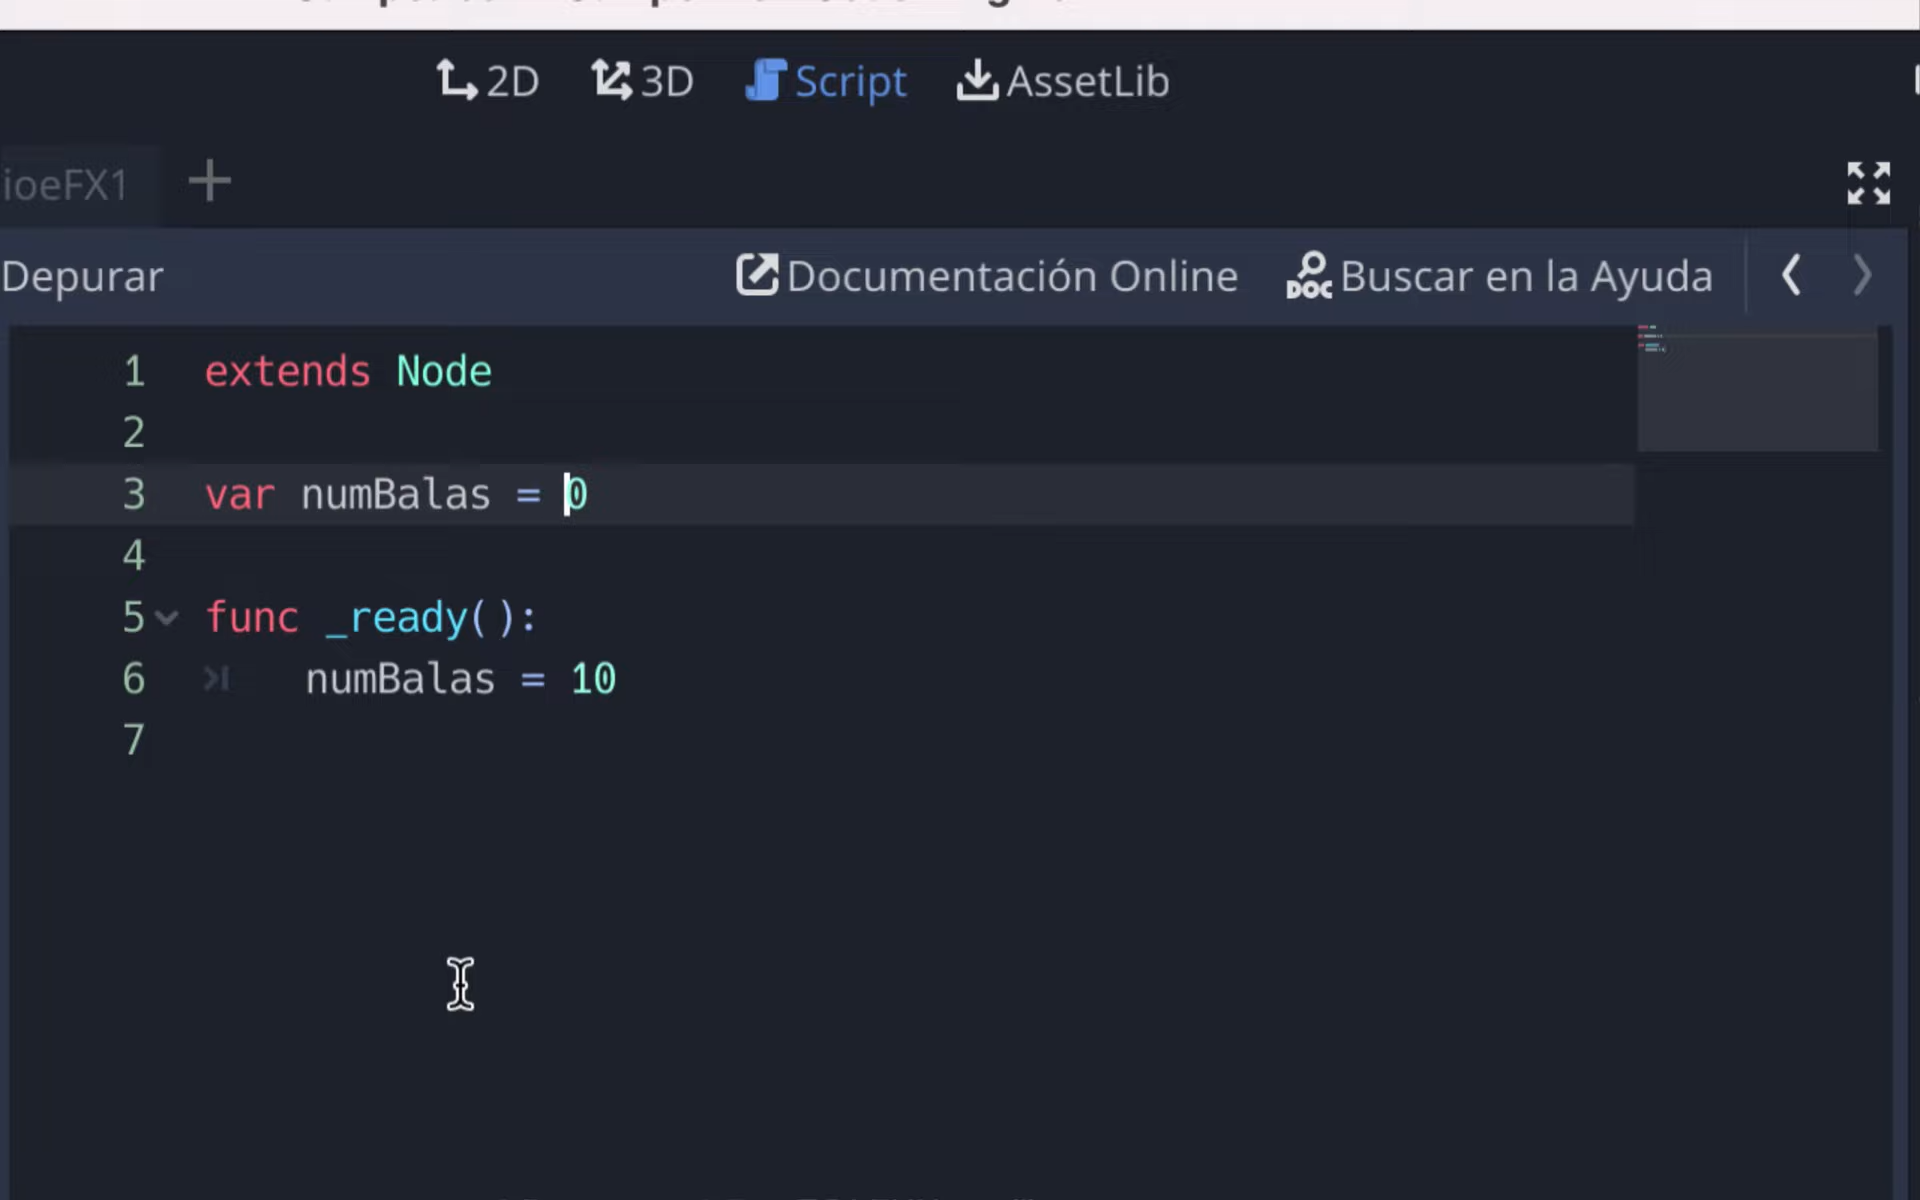 2D 3D Script AssetLib
ioeFX1 +
Depurar Documentación Online DOC Buscar en la Ayuda
1 extends Node
2
3 var numBalas = 0
4
5 func _ready():
6 numBalas = 10
7